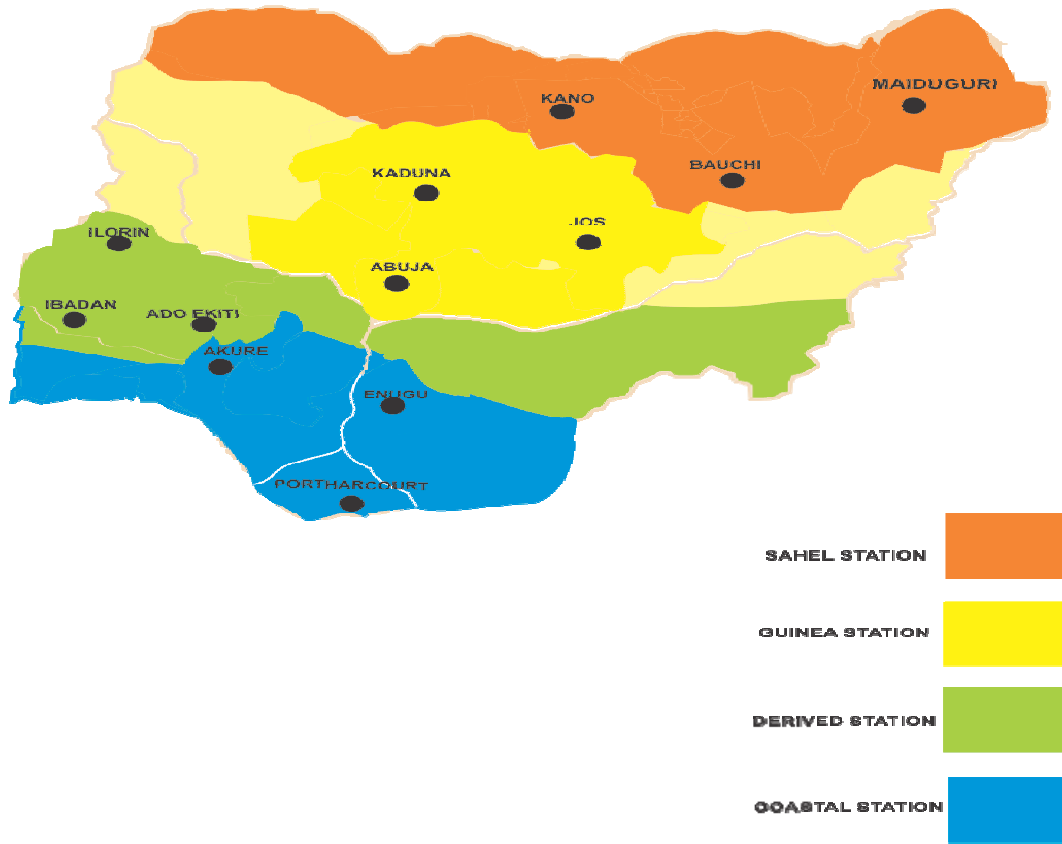 MAIDUGURI
KANO
BAUCHI
KADUNA
JOS
ILORIN
ABUJA
IBADAN
ADO EKITI
AKURE
ENUGU
PORTHARCOURT
SAHEL STATION
GUINEA STATION
DERIVED STATION
COASTAL STATION